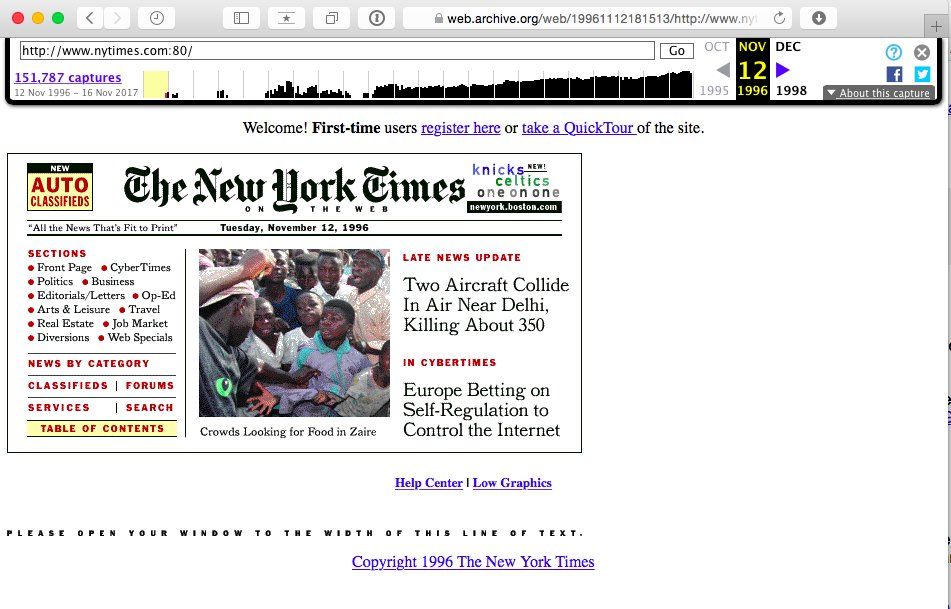 web.archive.org/web/19961112181513/http://www.nyt
http://www.nytimes.com:80/
Go
OCT NOV DEC
151,787 captures
12
12 Nov 1996 – 16 Nov 2017
1995 1996 1998
About this capture
Welcome! First-time users register here or take a QuickTour of the site.
NEW
AUTO
CLASSIFIEDS
The New York Times
ON THE WEB
knicks NEW!
celtics
one on one
newyork.boston.com
"All the News That's Fit to Print"
Tuesday, November 12, 1996
SECTIONS
Front Page CyberTimes
Politics Business
Editorials/Letters Op-Ed
Arts & Leisure Travel
Real Estate Job Market
Diversions Web Specials
NEWS BY CATEGORY
CLASSIFIEDS | FORUMS
SERVICES | SEARCH
TABLE OF CONTENTS
Crowds Looking for Food in Zaire
LATE NEWS UPDATE
Two Aircraft Collide
In Air Near Delhi,
Killing About 350
IN CYBERTIMES
Europe Betting on
Self-Regulation to
Control the Internet
Help Center | Low Graphics
PLEASE OPEN YOUR WINDOW TO THE WIDTH OF THIS LINE OF TEXT.
Copyright 1996 The New York Times